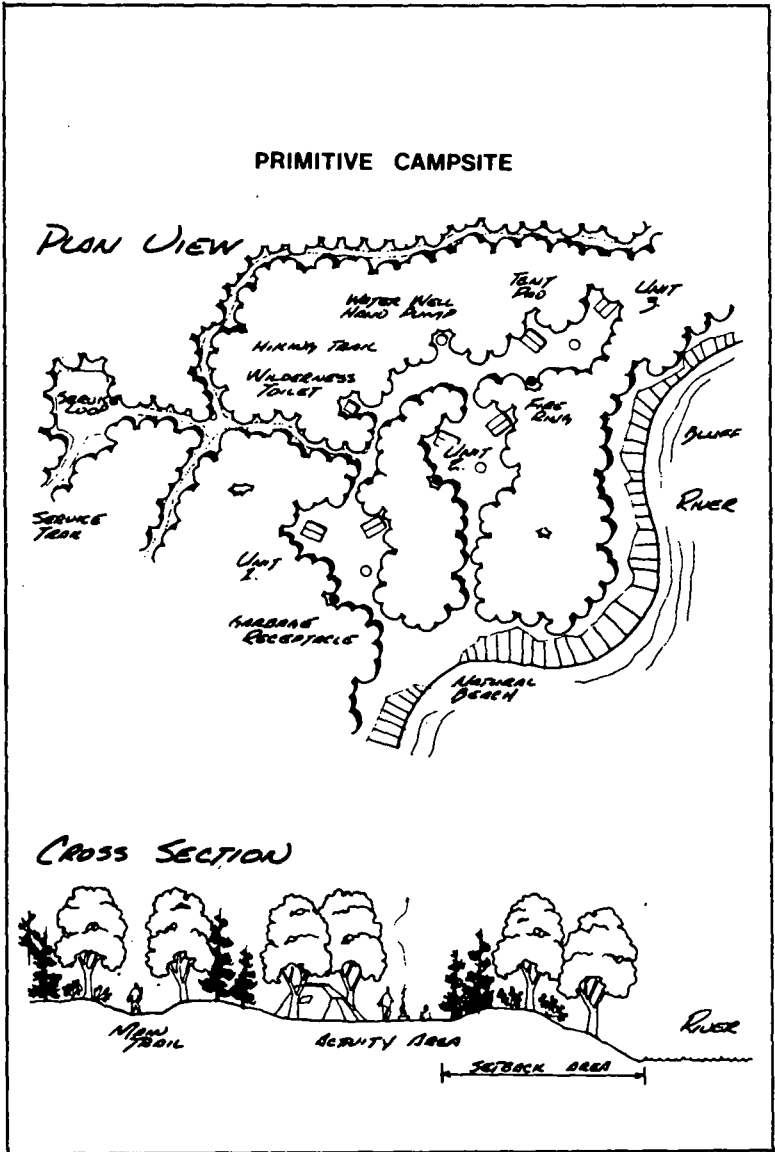 PRIMITIVE CAMPSITE
PLAN VIEW
TENT
PAD
UNIT
3.
WATER WELL
HAND PUMP
HIKING TRAIL
WILDERNESS
TOILET
SERVICE
LOOP
FIRE
RING
UNIT
2.
BLUFF
RIVER
SERVICE
TRAIL
UNIT
1.
GARBAGE
RECEPTACLE
NATURAL
BEACH
CROSS SECTION
MAIN
TRAIL
ACTIVITY AREA
RIVER
SETBACK AREA